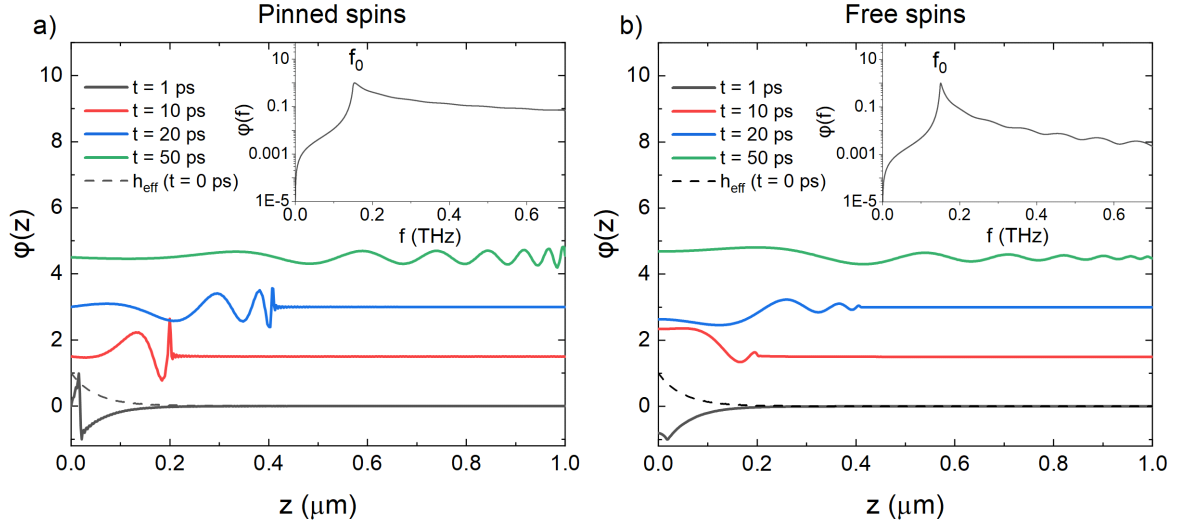 Pinned spins
a)
10
8
6
4
2
0
φ(z)
t = 1 ps
t = 10 ps
t = 20 ps
t = 50 ps
h_eff (t = 0 ps)
f₀
10
0.1
0.001
1E-5
φ(f)
0.0 0.2 0.4 0.6
f (THz)
0.0 0.2 0.4 0.6 0.8 1.0
z (μm)
Free spins
b)
10
8
6
4
2
0
φ(z)
t = 1 ps
t = 10 ps
t = 20 ps
t = 50 ps
h_eff (t = 0 ps)
f₀
10
0.1
0.001
1E-5
φ(f)
0.0 0.2 0.4 0.6
f (THz)
0.0 0.2 0.4 0.6 0.8 1.0
z (μm)